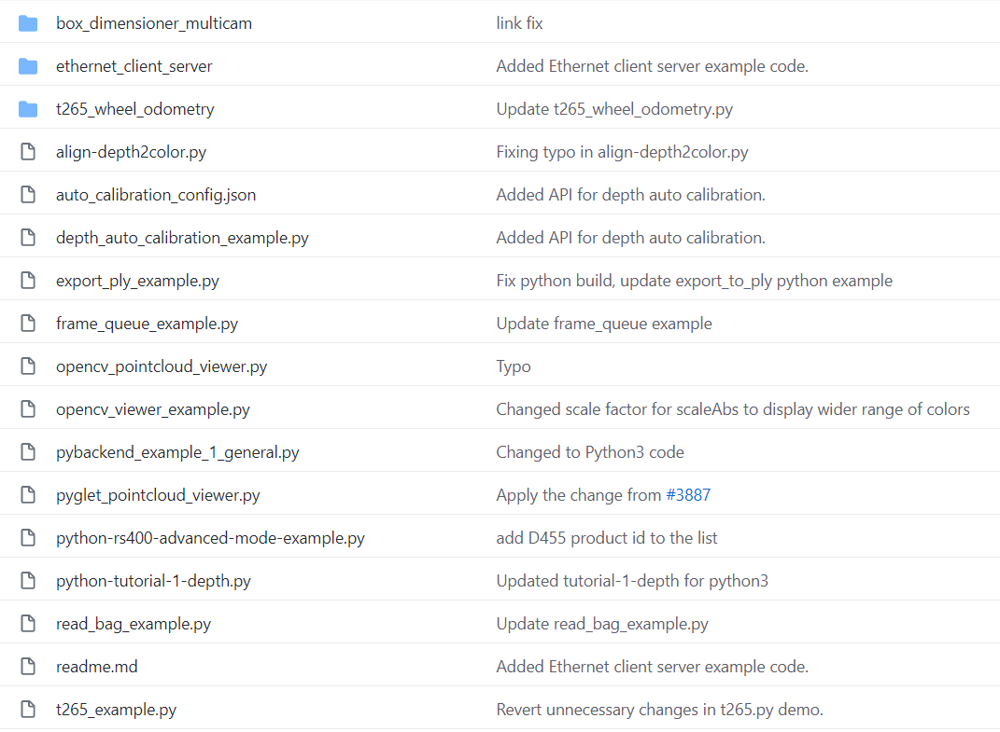 box_dimensioner_multicam link fix
ethernet_client_server Added Ethernet client server example code.
t265_wheel_odometry Update t265_wheel_odometry.py
align-depth2color.py Fixing typo in align-depth2color.py
auto_calibration_config.json Added API for depth auto calibration.
depth_auto_calibration_example.py Added API for depth auto calibration.
export_ply_example.py Fix python build, update export_to_ply python example
frame_queue_example.py Update frame_queue example
opencv_pointcloud_viewer.py Typo
opencv_viewer_example.py Changed scale factor for scaleAbs to display wider range of colors
pybackend_example_1_general.py Changed to Python3 code
pyglet_pointcloud_viewer.py Apply the change from #3887
python-rs400-advanced-mode-example.py add D455 product id to the list
python-tutorial-1-depth.py Updated tutorial-1-depth for python3
read_bag_example.py Update read_bag_example.py
readme.md Added Ethernet client server example code.
t265_example.py Revert unnecessary changes in t265.py demo.